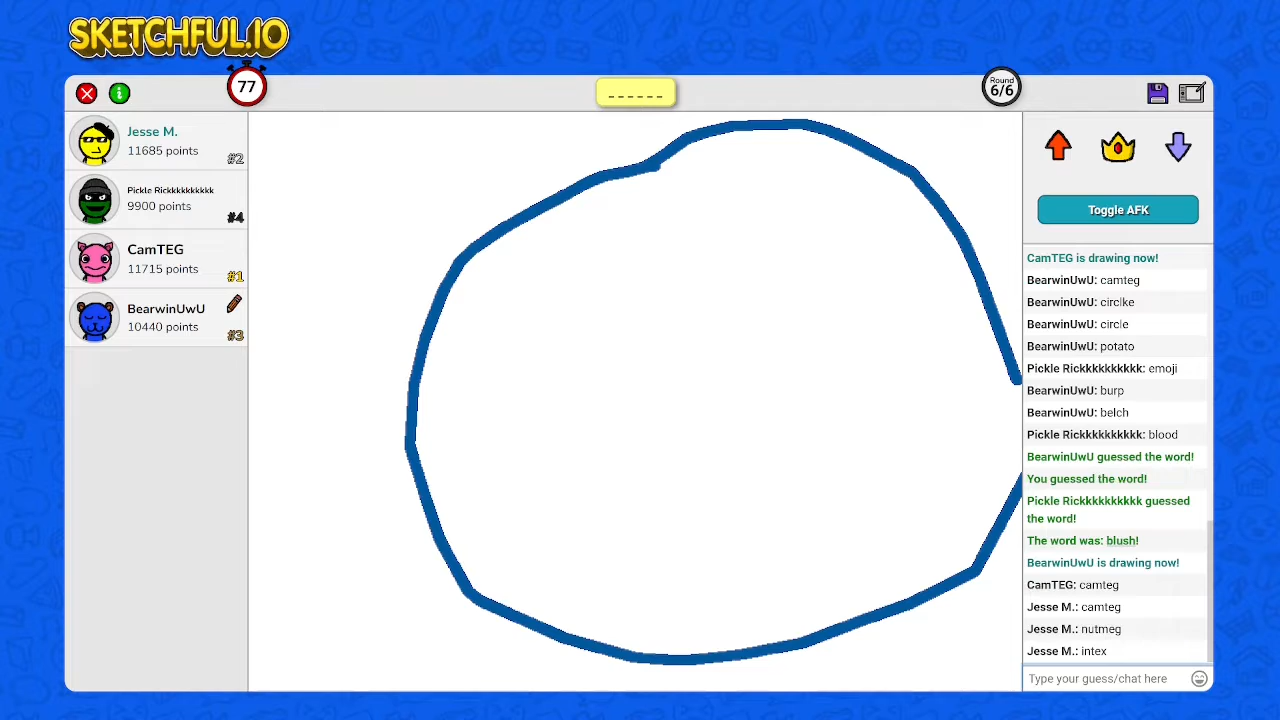 SKETCHFUL.IO
77
_ _ _ _ _ _
Round
6/6
Jesse M.
11685 points
#2
Pickle Rickkkkkkkkkk
9900 points
#4
CamTEG
11715 points
#1
BearwinUwU
10440 points
#3
Toggle AFK
CamTEG is drawing now!
BearwinUwU: camteg
BearwinUwU: circlke
BearwinUwU: circle
BearwinUwU: potato
Pickle Rickkkkkkkkkk: emoji
BearwinUwU: burp
BearwinUwU: belch
Pickle Rickkkkkkkkkk: blood
BearwinUwU guessed the word!
You guessed the word!
Pickle Rickkkkkkkkkk guessed
the word!
The word was: blush!
BearwinUwU is drawing now!
CamTEG: camteg
Jesse M.: camteg
Jesse M.: nutmeg
Jesse M.: intex
Type your guess/chat here